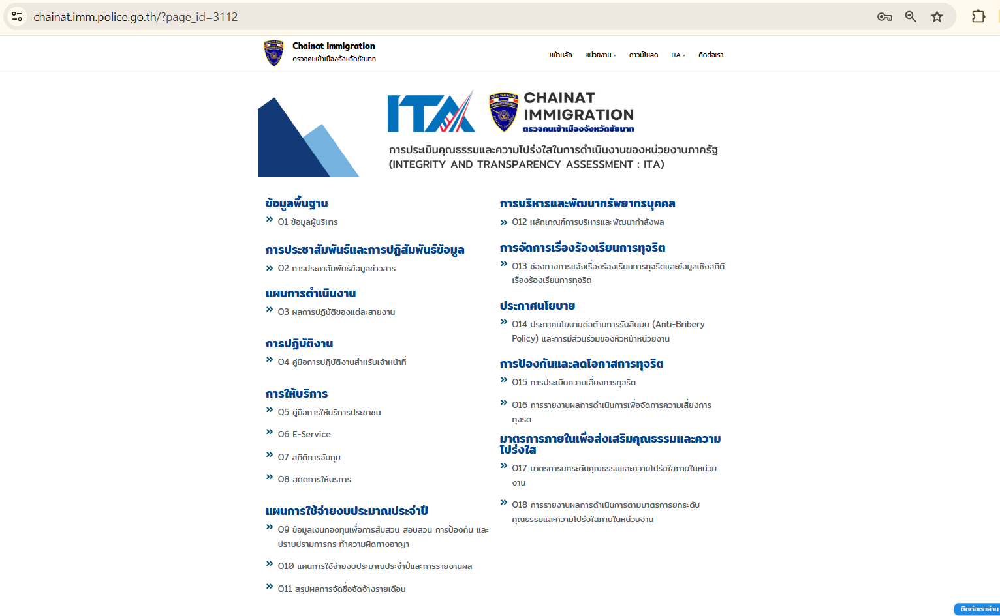 chainat.imm.police.go.th/?page_id=3112
Chainat Immigration
ตรวจคนเข้าเมืองจังหวัดชัยนาท
หน้าหลัก
หน่วยงาน
ดาวน์โหลด
ITA
ติดต่อเรา
ITA
CHAINAT
IMMIGRATION
ตรวจคนเข้าเมืองจังหวัดชัยนาท
การประเมินคุณธรรมและความโปร่งใสในการดำเนินงานของหน่วยงานภาครัฐ
(INTEGRITY AND TRANSPARENCY ASSESSMENT : ITA)
ข้อมูลพื้นฐาน
O1 ข้อมูลผู้บริหาร
การประชาสัมพันธ์และการปฏิสัมพันธ์ข้อมูล
O2 การประชาสัมพันธ์ข้อมูลข่าวสาร
แผนการดำเนินงาน
O3 ผลการปฏิบัติของแต่ละสายงาน
การปฏิบัติงาน
O4 คู่มือการปฏิบัติงานสำหรับเจ้าหน้าที่
การให้บริการ
O5 คู่มือการให้บริการประชาชน
O6 E-Service
O7 สถิติการจับกุม
O8 สถิติการให้บริการ
แผนการใช้จ่ายงบประมาณประจำปี
O9 ข้อมูลเงินกองทุนเพื่อการสืบสวน สอบสวน การป้องกัน และ
ปราบปรามการกระทำความผิดทางอาญา
O10 แผนการใช้จ่ายงบประมาณประจำปีและการรายงานผล
O11 สรุปผลการจัดซื้อจัดจ้างรายเดือน
การบริหารและพัฒนาทรัพยากรบุคคล
O12 หลักเกณฑ์การบริหารและพัฒนากำลังพล
การจัดการเรื่องร้องเรียนการทุจริต
O13 ช่องทางการแจ้งเรื่องร้องเรียนการทุจริตและข้อมูลเชิงสถิติ
เรื่องร้องเรียนการทุจริต
ประกาศนโยบาย
O14 ประกาศนโยบายต่อต้านการรับสินบน (Anti-Bribery
Policy) และการมีส่วนร่วมของหัวหน้าหน่วยงาน
การป้องกันและลดโอกาสการทุจริต
O15 การประเมินความเสี่ยงการทุจริต
O16 การรายงานผลการดำเนินการเพื่อจัดการความเสี่ยงการ
ทุจริต
มาตรการภายในเพื่อส่งเสริมคุณธรรมและความ
โปร่งใส
O17 มาตรการยกระดับคุณธรรมและความโปร่งใสภายในหน่วย
งาน
O18 การรายงานผลการดำเนินการตามมาตรการยกระดับ
คุณธรรมและความโปร่งใสภายในหน่วยงาน
ติดต่อเราผ่าน